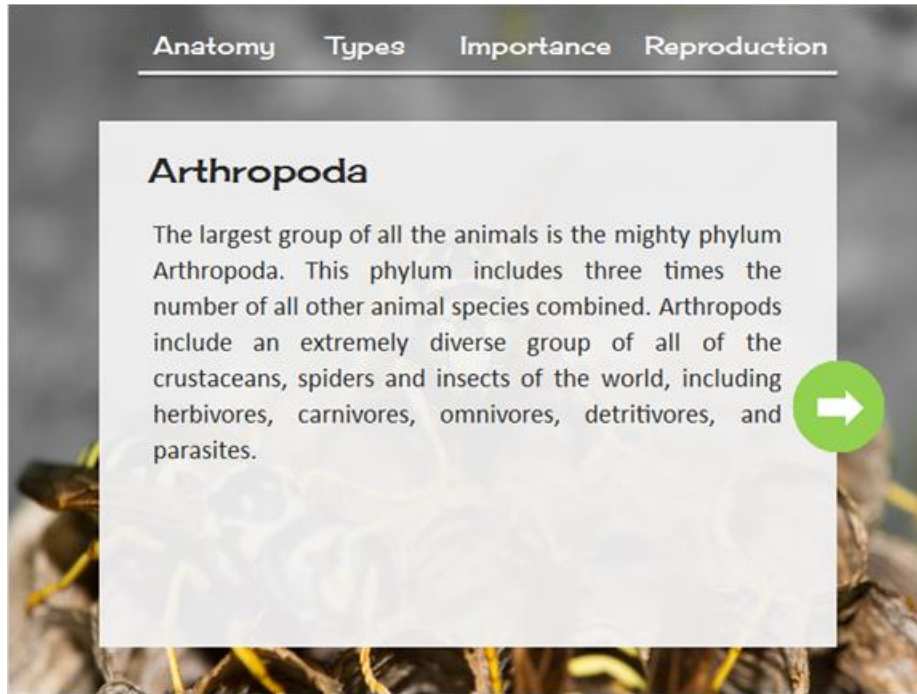 Anatomy Types Importance Reproduction
Arthropoda
The largest group of all the animals is the mighty phylum
Arthropoda. This phylum includes three times the
number of all other animal species combined. Arthropods
include an extremely diverse group of all of the
crustaceans, spiders and insects of the world, including
herbivores, carnivores, omnivores, detritivores, and
parasites.